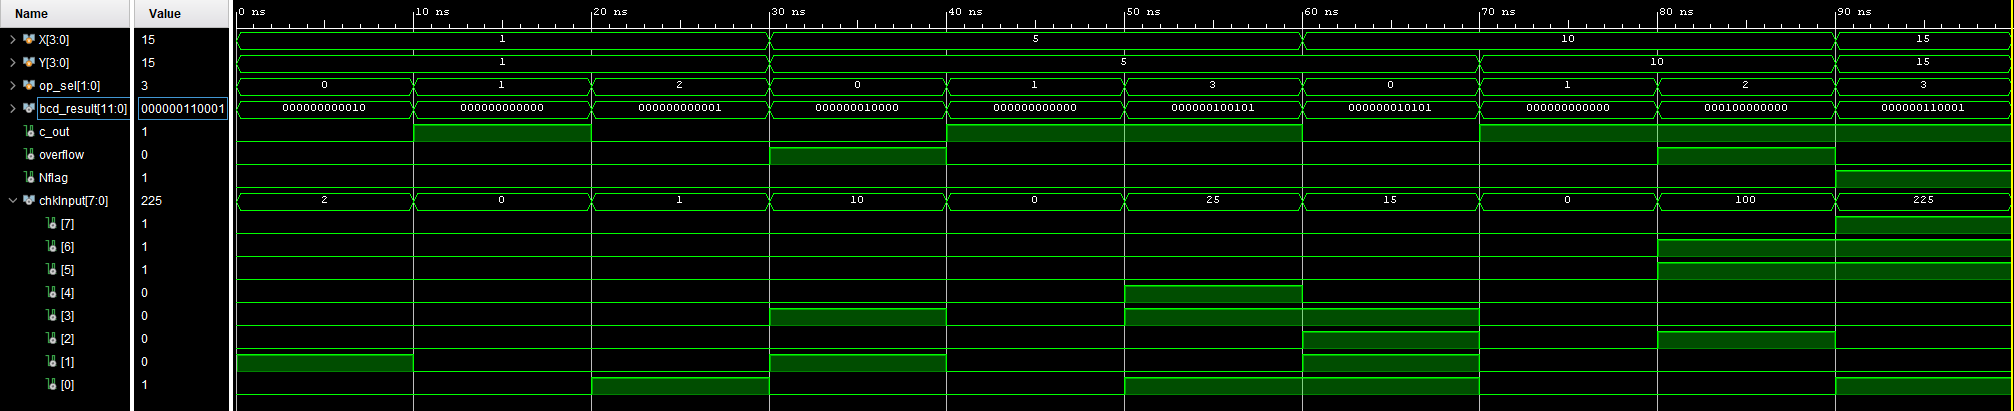 Name Value 0 ns 10 ns 20 ns 30 ns 40 ns 50 ns 60 ns 70 ns 80 ns 90 ns
X[3:0] 15 1 5 10 15
Y[3:0] 15 1 5 10 15
op_sel[1:0] 3 0 1 2 0 1 3 0 1 2 3
bcd_result[11:0] 000000110001 000000000010 000000000000 000000000001 000000010000 000000000000 000000100101 000000010101 000000000000 000100000000 000000110001
c_out 1
overflow 0
Nflag 1
chkInput[7:0] 225 2 0 1 10 0 25 15 0 100 225
[7] 1
[6] 1
[5] 1
[4] 0
[3] 0
[2] 0
[1] 0
[0] 1